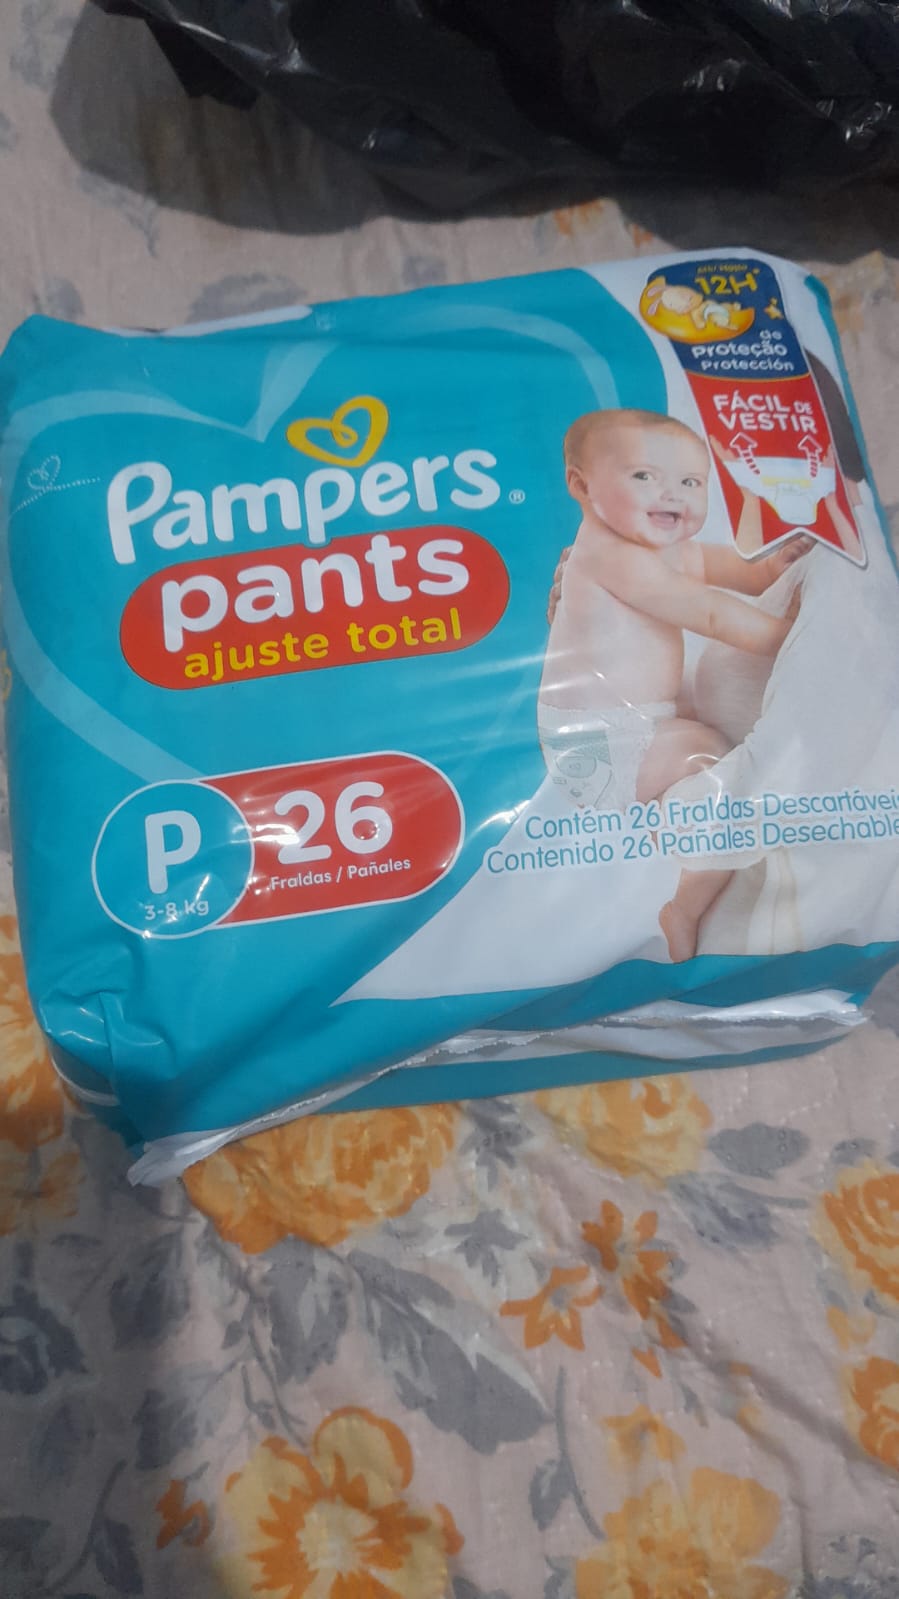 12H
de
proteção
protección
FÁCIL DE
VESTIR
Pampers®
pants
ajuste total
P
3-8 kg
26
Fraldas / Pañales
Contém 26 Fraldas Descartávei
Contenido 26 Pañales Desechable